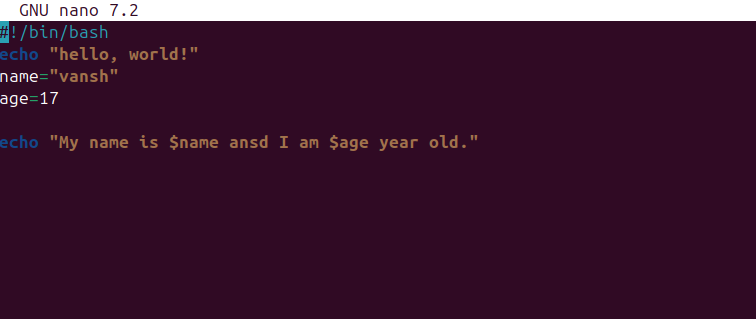 GNU nano 7.2
#!/bin/bash
echo "hello, world!"
name="vansh"
age=17
echo "My name is $name ansd I am $age year old."